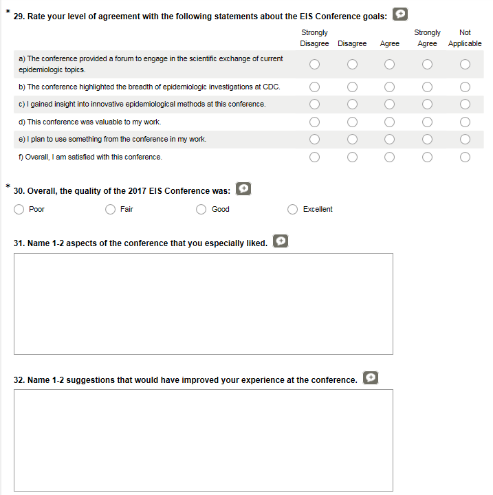 * 29. Rate your level of agreement with the following statements about the EIS Conference goals:
Strongly Disagree Disagree Agree Strongly Agree Not Applicable
a) The conference provided a forum to engage in the scientific exchange of current
epidemiologic topics.
b) The conference highlighted the breadth of epidemiologic investigations at CDC.
c) I gained insight into innovative epidemiological methods at this conference.
d) This conference was valuable to my work.
e) I plan to use something from the conference in my work.
f) Overall, I am satisfied with this conference.
* 30. Overall, the quality of the 2017 EIS Conference was:
Poor Fair Good Excellent
31. Name 1-2 aspects of the conference that you especially liked.
32. Name 1-2 suggestions that would have improved your experience at the conference.